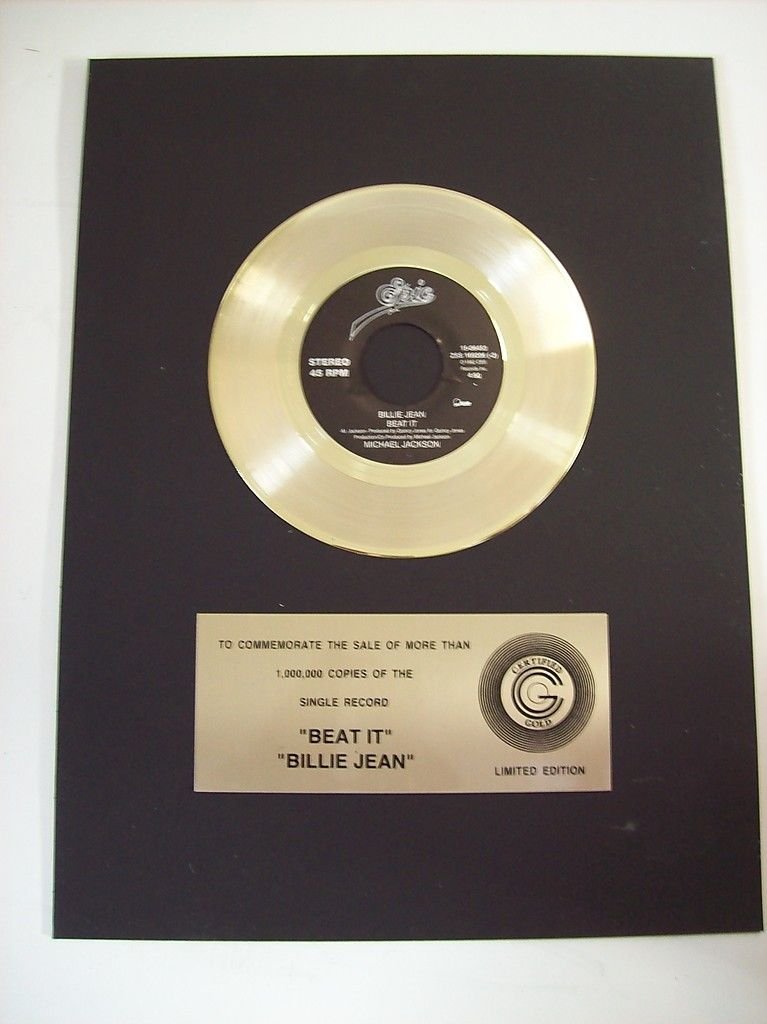 Epic
STEREO
45 RPM
BILLIE JEAN
BEAT IT
MICHAEL JACKSON
TO COMMEMORATE THE SALE OF MORE THAN
1,000,000 COPIES OF THE
SINGLE RECORD
"BEAT IT"
"BILLIE JEAN"
CERTIFIED
GOLD
LIMITED EDITION